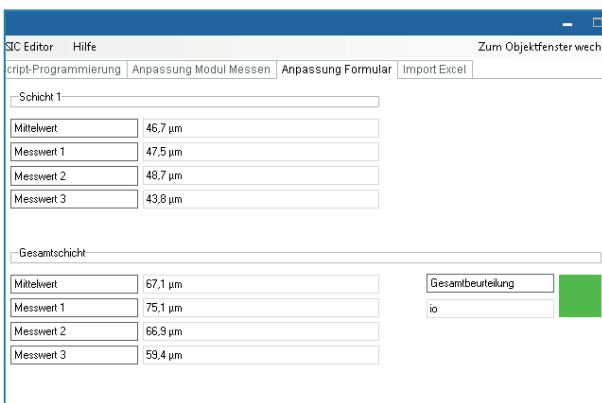 SIC Editor Hilfe Zum Objektfenster wech
cript-Programmierung Anpassung Modul Messen Anpassung Formular Import Excel
Schicht 1
Mittelwert 46,7 µm
Messwert 1 47,5 µm
Messwert 2 48,7 µm
Messwert 3 43,8 µm
Gesamtschicht
Mittelwert 67,1 µm Gesamtbeurteilung
Messwert 1 75,1 µm io
Messwert 2 66,9 µm
Messwert 3 59,4 µm